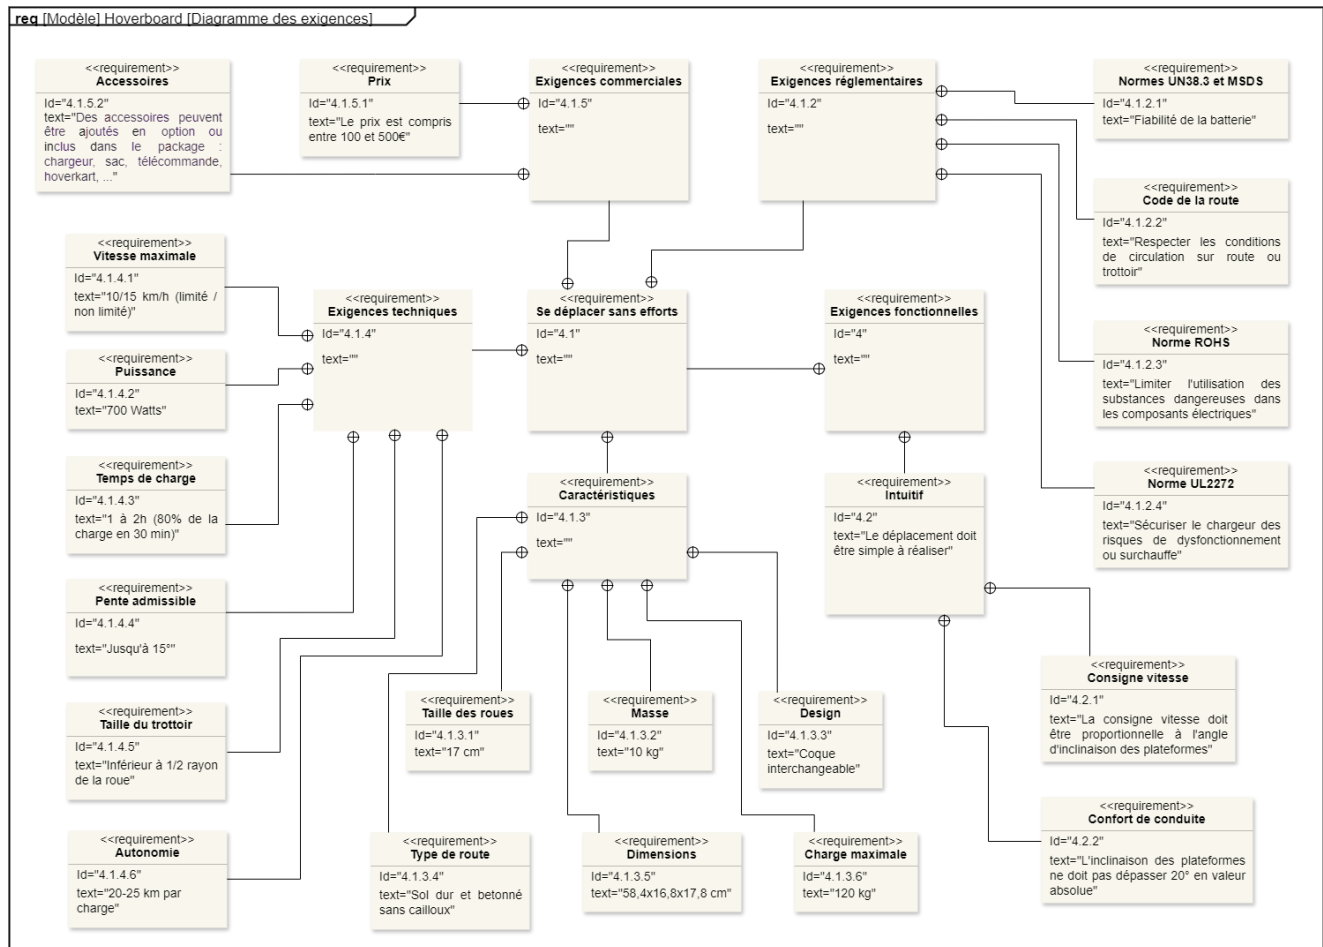 req [Modèle] Hoverboard [Diagramme des exigences]
<<requirement>>
Accessoires
Id="4.1.5.2"
text="Des accessoires peuvent
être ajoutés en option ou
inclus dans le package :
chargeur, sac, télécommande,
hoverkart, ..."
<<requirement>>
Prix
Id="4.1.5.1"
text="Le prix est compris
entre 100 et 500€"
<<requirement>>
Exigences commerciales
Id="4.1.5"
text=""
<<requirement>>
Exigences réglementaires
Id="4.1.2"
text=""
<<requirement>>
Normes UN38.3 et MSDS
Id="4.1.2.1"
text="Fiabilité de la batterie"
<<requirement>>
Code de la route
Id="4.1.2.2"
text="Respecter les conditions
de circulation sur route ou
trottoir"
<<requirement>>
Vitesse maximale
Id="4.1.4.1"
text="10/15 km/h (limité /
non limité)"
<<requirement>>
Exigences techniques
Id="4.1.4"
text=""
<<requirement>>
Se déplacer sans efforts
Id="4.1"
text=""
<<requirement>>
Exigences fonctionnelles
Id="4"
text=""
<<requirement>>
Norme ROHS
Id="4.1.2.3"
text="Limiter l'utilisation des
substances dangereuses dans
les composants électriques"
<<requirement>>
Puissance
Id="4.1.4.2"
text="700 Watts"
<<requirement>>
Temps de charge
Id="4.1.4.3"
text="1 à 2h (80% de la
charge en 30 min)"
<<requirement>>
Caractéristiques
Id="4.1.3"
text=""
<<requirement>>
Intuitif
Id="4.2"
text="Le déplacement doit
être simple à réaliser"
<<requirement>>
Norme UL2272
Id="4.1.2.4"
text="Sécuriser le chargeur des
risques de dysfonctionnement
ou surchauffe"
<<requirement>>
Pente admissible
Id="4.1.4.4"
text="Jusqu'à 15°"
<<requirement>>
Taille du trottoir
Id="4.1.4.5"
text="Inférieur à 1/2 rayon
de la roue"
<<requirement>>
Taille des roues
Id="4.1.3.1"
text="17 cm"
<<requirement>>
Masse
Id="4.1.3.2"
text="10 kg"
<<requirement>>
Design
Id="4.1.3.3"
text="Coque
interchangeable"
<<requirement>>
Consigne vitesse
Id="4.2.1"
text="La consigne vitesse doit
être proportionnelle à l'angle
d'inclinaison des plateformes"
<<requirement>>
Autonomie
Id="4.1.4.6"
text="20-25 km par
charge"
<<requirement>>
Type de route
Id="4.1.3.4"
text="Sol dur et betonné
sans cailloux"
<<requirement>>
Dimensions
Id="4.1.3.5"
text="58,4x16,8x17,8 cm"
<<requirement>>
Charge maximale
Id="4.1.3.6"
text="120 kg"
<<requirement>>
Confort de conduite
Id="4.2.2"
text="L'inclinaison des plateformes
ne doit pas dépasser 20° en valeur
absolue"